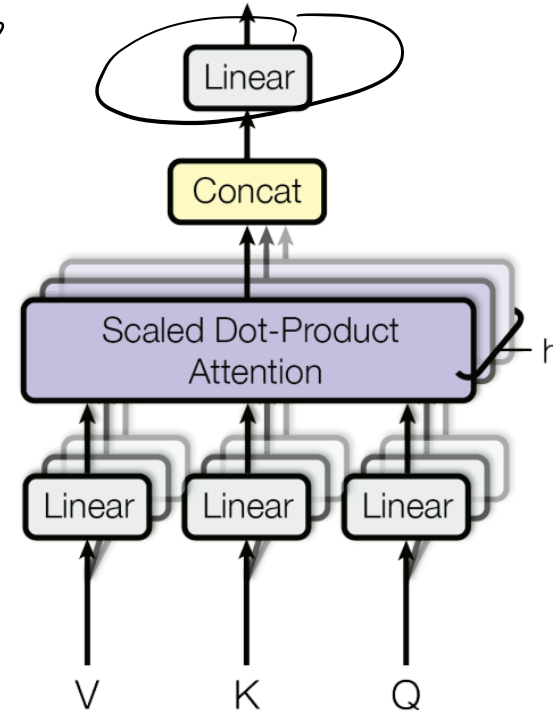 Linear
Concat
Scaled Dot-Product
Attention
h
Linear Linear Linear
V K Q